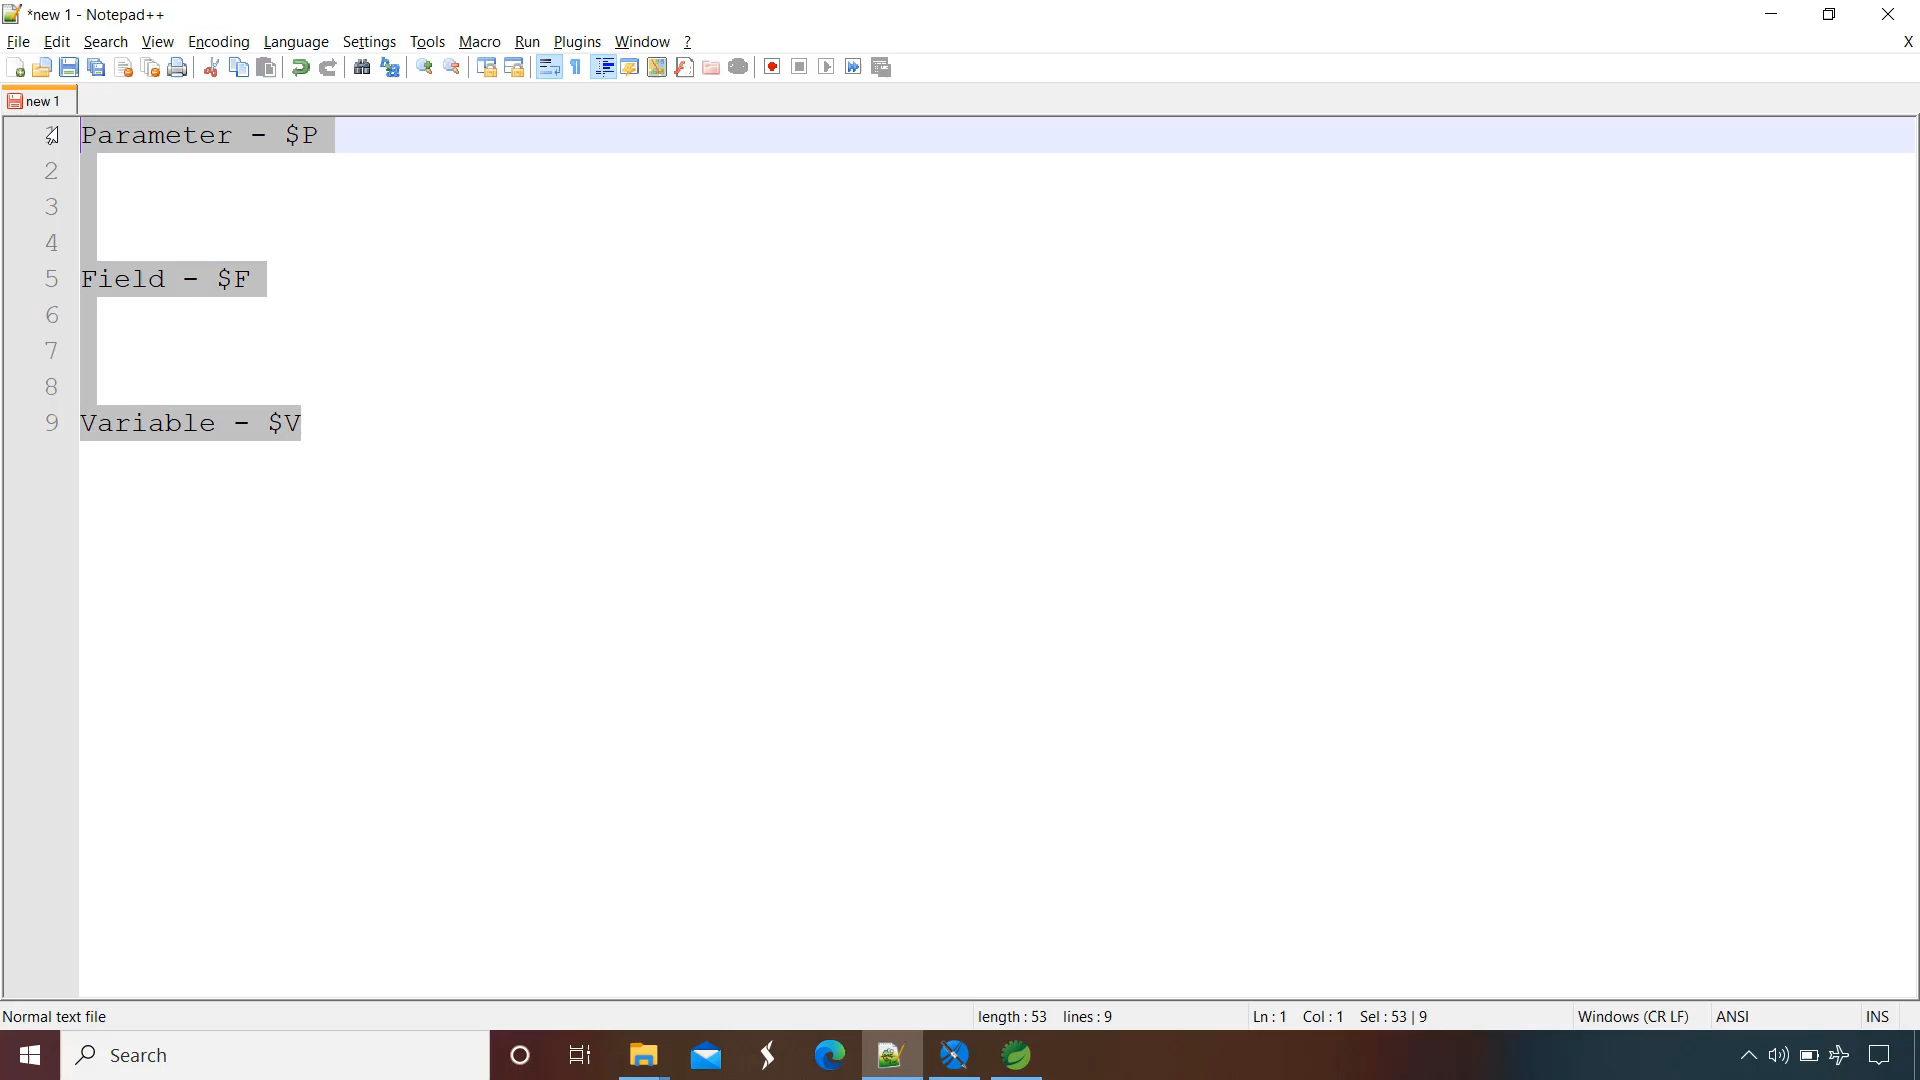 *new 1 - Notepad++
File Edit Search View Encoding Language Settings Tools Macro Run Plugins Window ? X
new 1
Parameter - $P
2
3
4
5 Field - $F
6
7
8
9 Variable - $V
Normal text file length : 53 lines : 9 Ln : 1 Col : 1 Sel : 53 | 9 Windows (CR LF) ANSI INS
Search